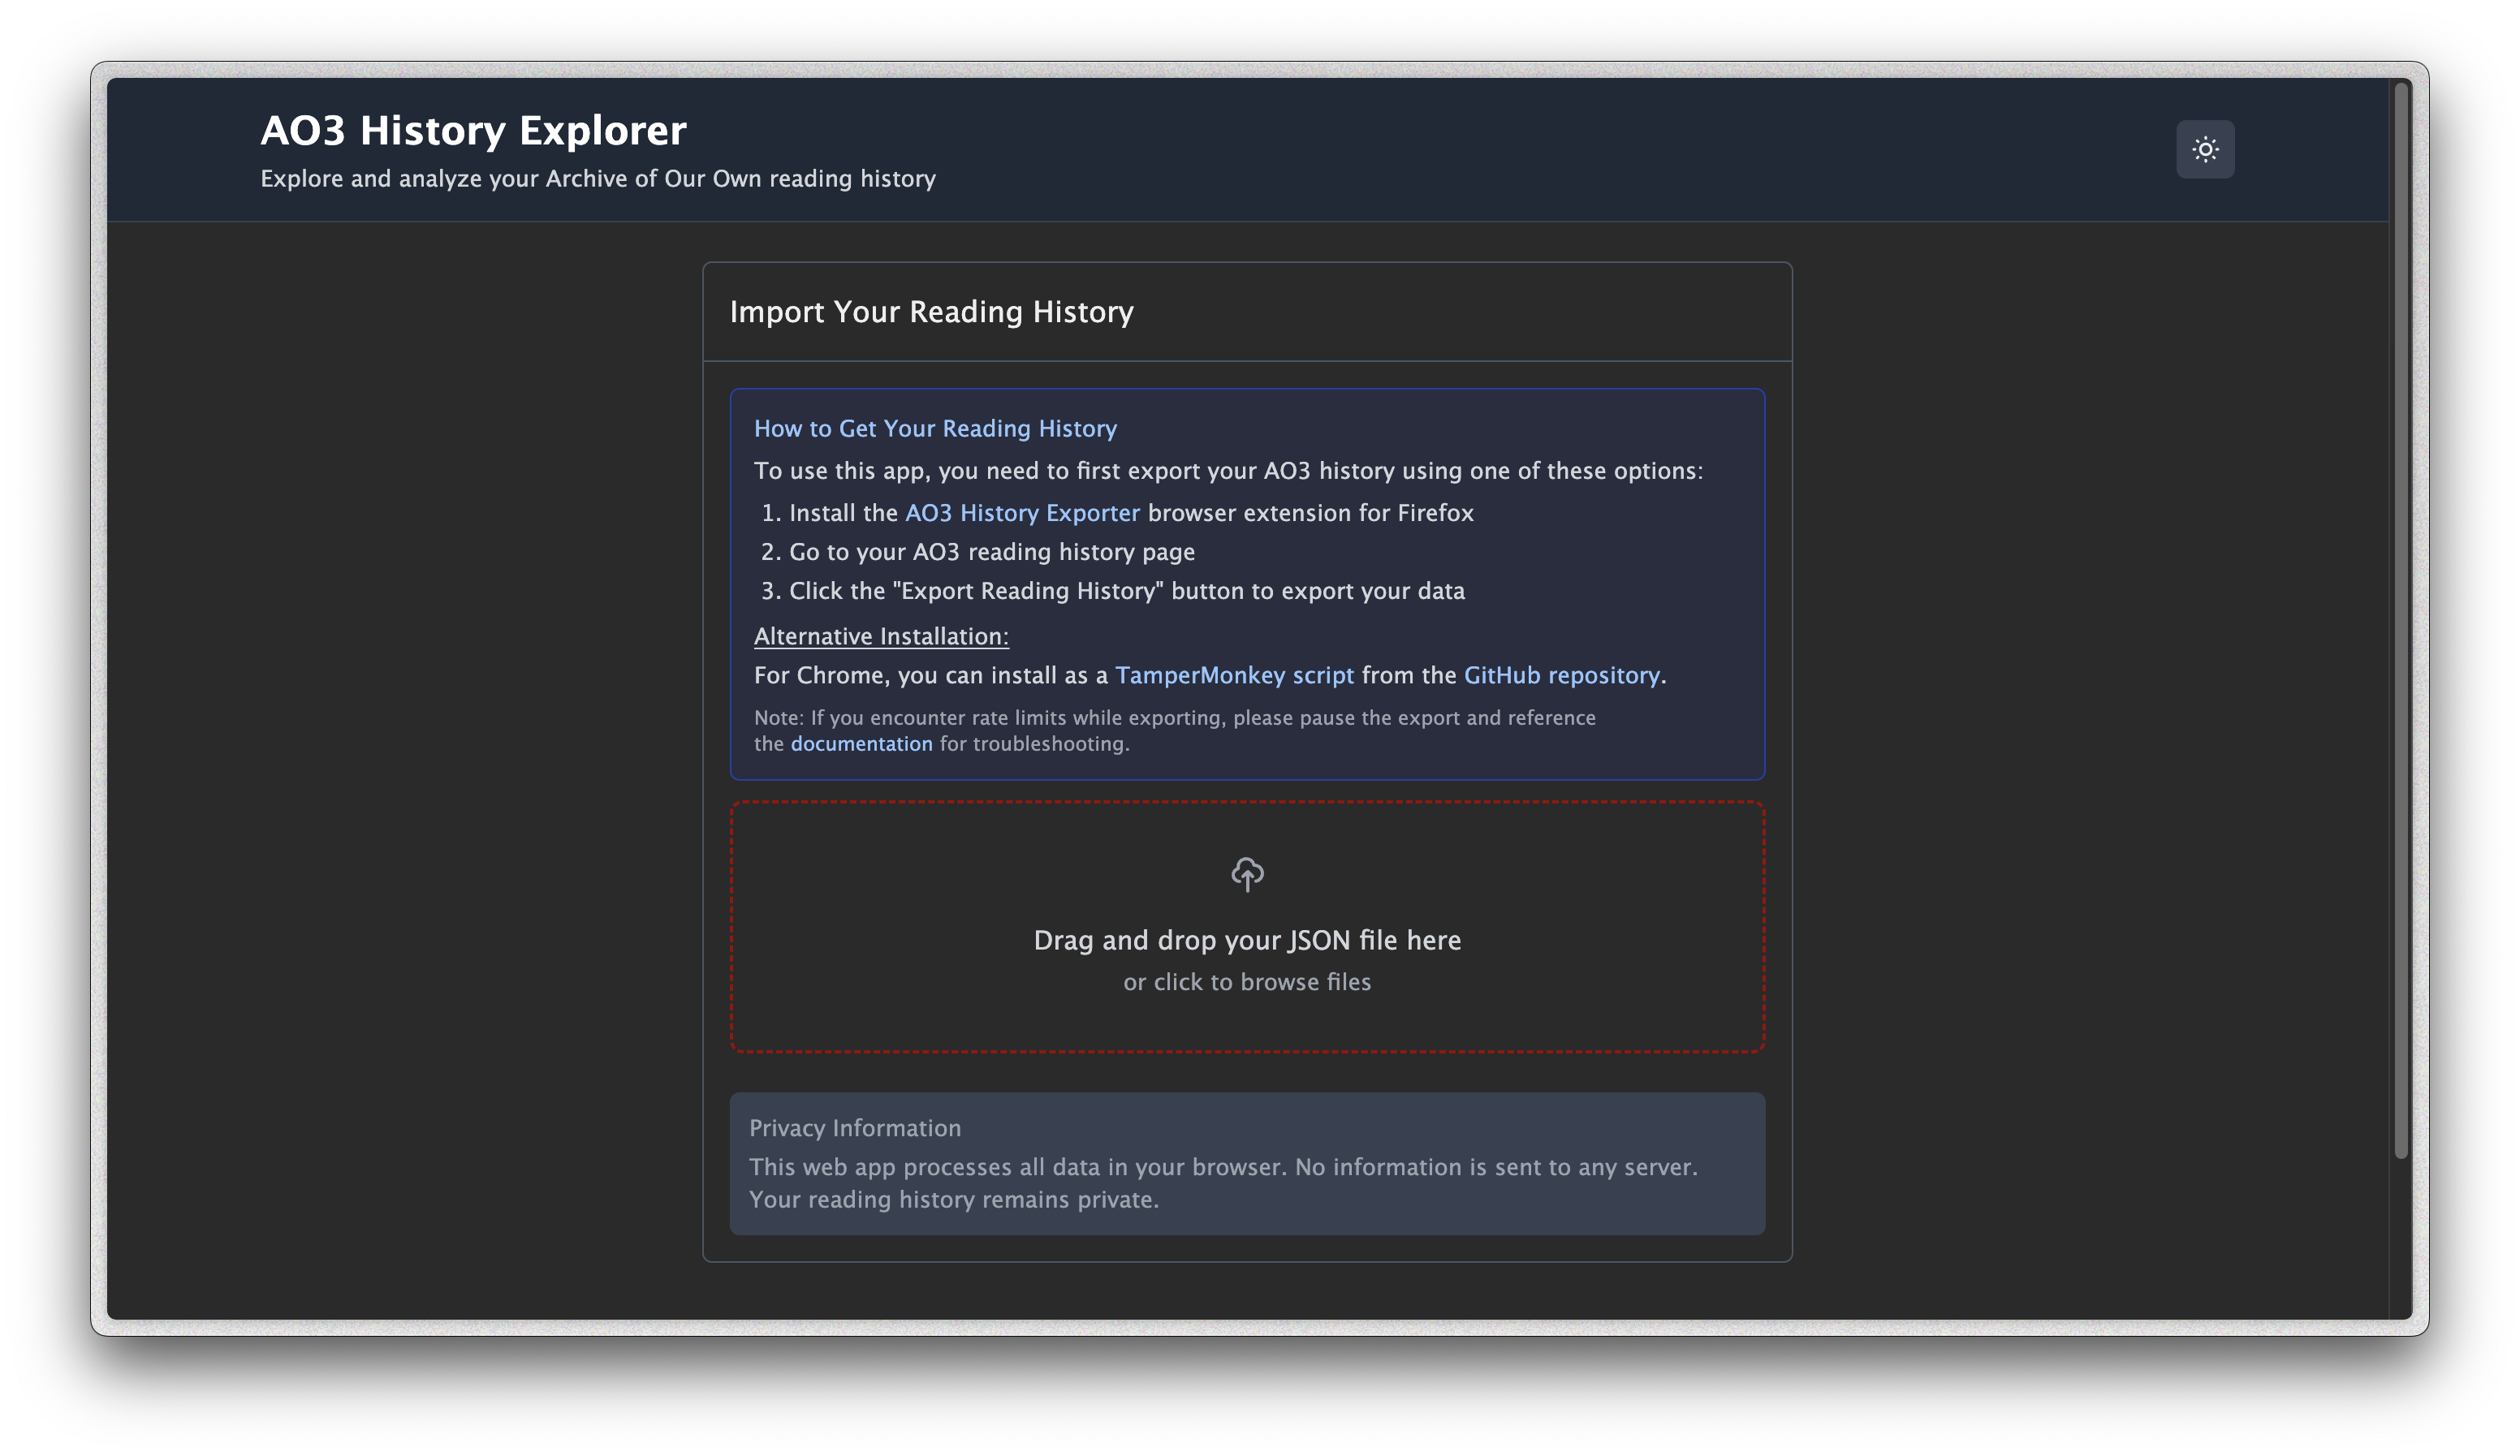 AO3 History Explorer
Explore and analyze your Archive of Our Own reading history
Import Your Reading History
How to Get Your Reading History
To use this app, you need to first export your AO3 history using one of these options:
1. Install the AO3 History Exporter browser extension for Firefox
2. Go to your AO3 reading history page
3. Click the "Export Reading History" button to export your data
Alternative Installation:
For Chrome, you can install as a TamperMonkey script from the GitHub repository.
Note: If you encounter rate limits while exporting, please pause the export and reference
the documentation for troubleshooting.
Drag and drop your JSON file here
or click to browse files
Privacy Information
This web app processes all data in your browser. No information is sent to any server.
Your reading history remains private.